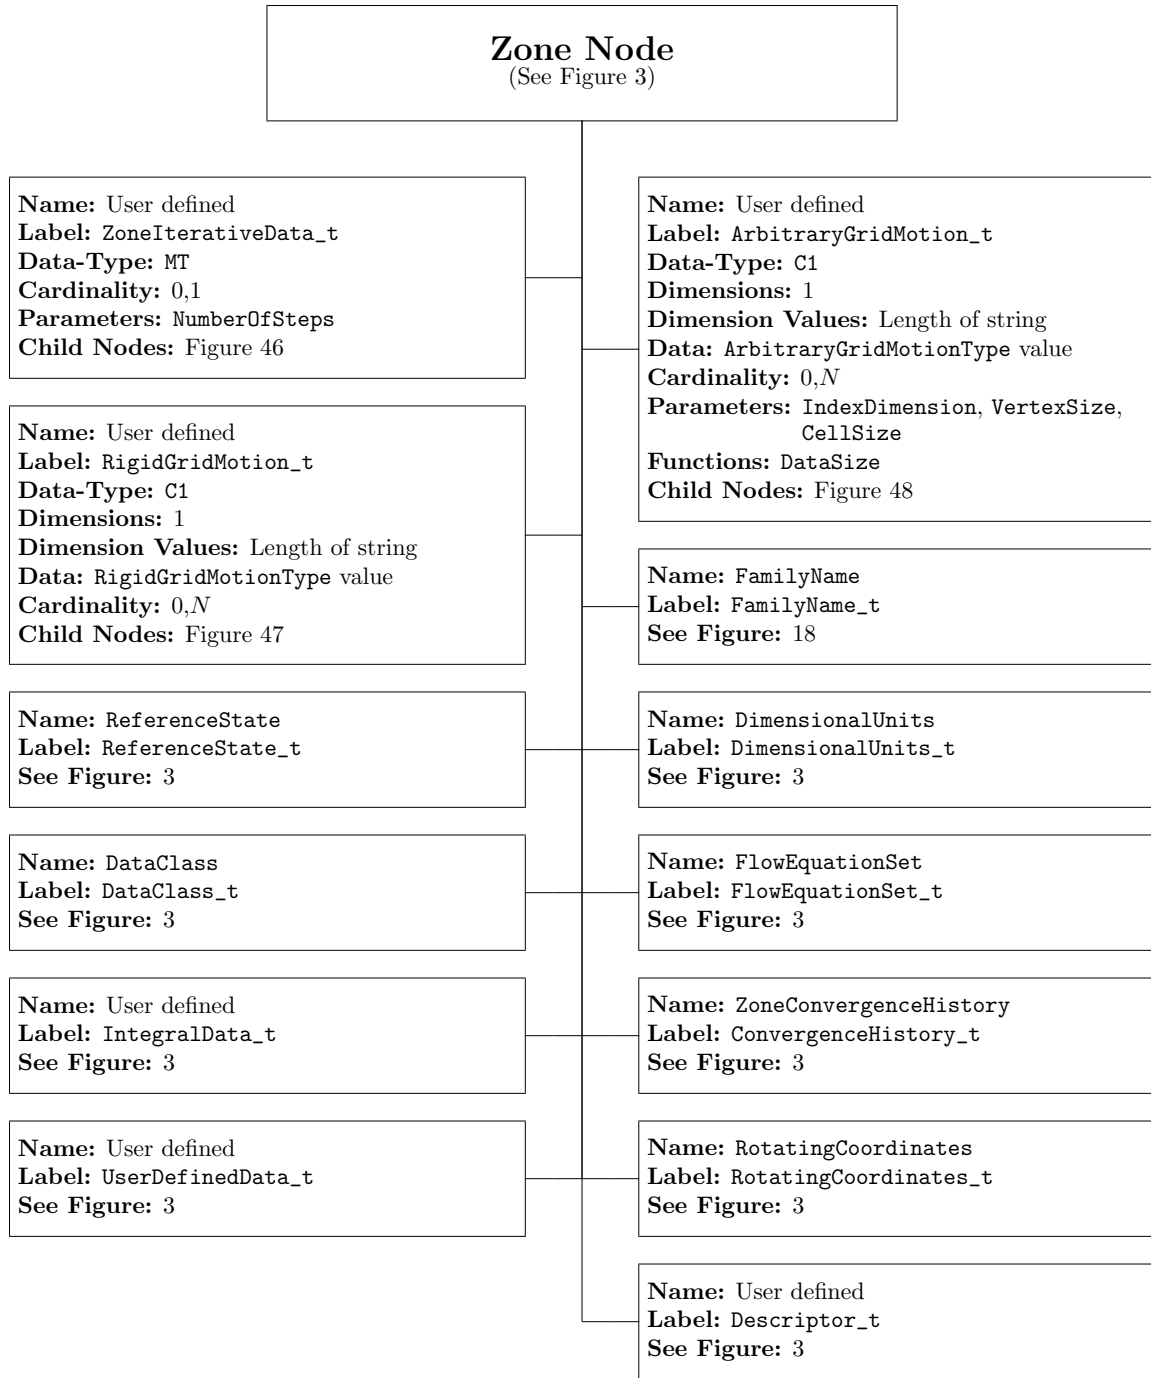 Zone Node
(See Figure 3)
Name: User defined
Label: ZoneIterativeData_t
Data-Type: MT
Cardinality: 0,1
Parameters: NumberOfSteps
Child Nodes: Figure 46
Name: User defined
Label: ArbitraryGridMotion_t
Data-Type: C1
Dimensions: 1
Dimension Values: Length of string
Data: ArbitraryGridMotionType value
Cardinality: 0,N
Parameters: IndexDimension, VertexSize,
CellSize
Functions: DataSize
Child Nodes: Figure 48
Name: User defined
Label: RigidGridMotion_t
Data-Type: C1
Dimensions: 1
Dimension Values: Length of string
Data: RigidGridMotionType value
Cardinality: 0,N
Child Nodes: Figure 47
Name: FamilyName
Label: FamilyName_t
See Figure: 18
Name: ReferenceState
Label: ReferenceState_t
See Figure: 3
Name: DimensionalUnits
Label: DimensionalUnits_t
See Figure: 3
Name: DataClass
Label: DataClass_t
See Figure: 3
Name: FlowEquationSet
Label: FlowEquationSet_t
See Figure: 3
Name: User defined
Label: IntegralData_t
See Figure: 3
Name: ZoneConvergenceHistory
Label: ConvergenceHistory_t
See Figure: 3
Name: User defined
Label: UserDefinedData_t
See Figure: 3
Name: RotatingCoordinates
Label: RotatingCoordinates_t
See Figure: 3
Name: User defined
Label: Descriptor_t
See Figure: 3